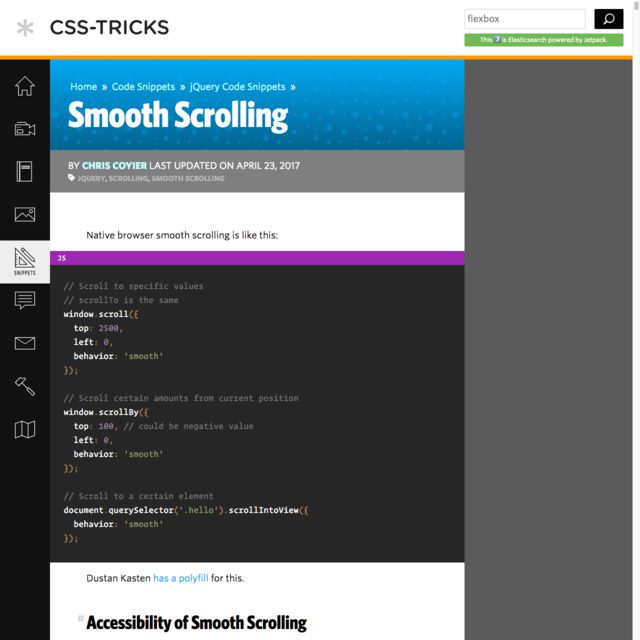 CSS-TRICKS
flexbox
This is Elasticsearch powered by Jetpack.
Home » Code Snippets » jQuery Code Snippets »
Smooth Scrolling
BY CHRIS COYIER LAST UPDATED ON APRIL 23, 2017
JQUERY, SCROLLING, SMOOTH SCROLLING
SNIPPETS
Native browser smooth scrolling is like this:
JS
// Scroll to specific values
// scrollTo is the same
window.scroll({
  top: 2500,
  left: 0,
  behavior: 'smooth'
});
// Scroll certain amounts from current position
window.scrollBy({
  top: 100, // could be negative value
  left: 0,
  behavior: 'smooth'
});
// Scroll to a certain element
document.querySelector('.hello').scrollIntoView({
  behavior: 'smooth'
});
Dustan Kasten has a polyfill for this.
# Accessibility of Smooth Scrolling